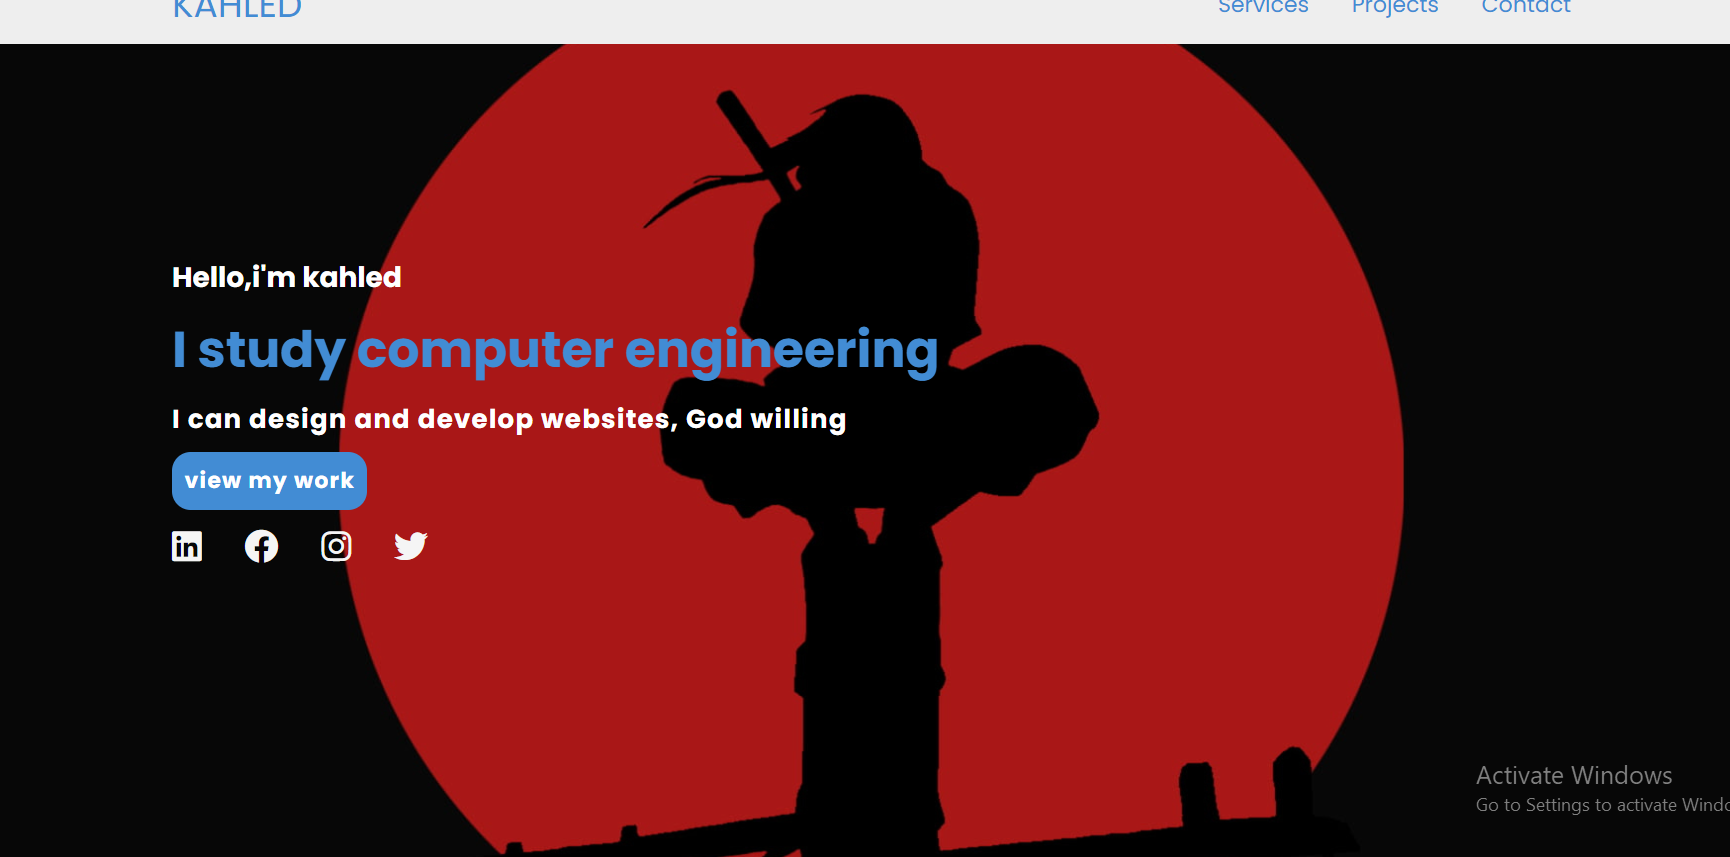 KAHLED
Services Projects Contact
Hello,i'm kahled
I study computer engineering
I can design and develop websites, God willing
view my work
in
Activate Windows
Go to Settings to activate Windo